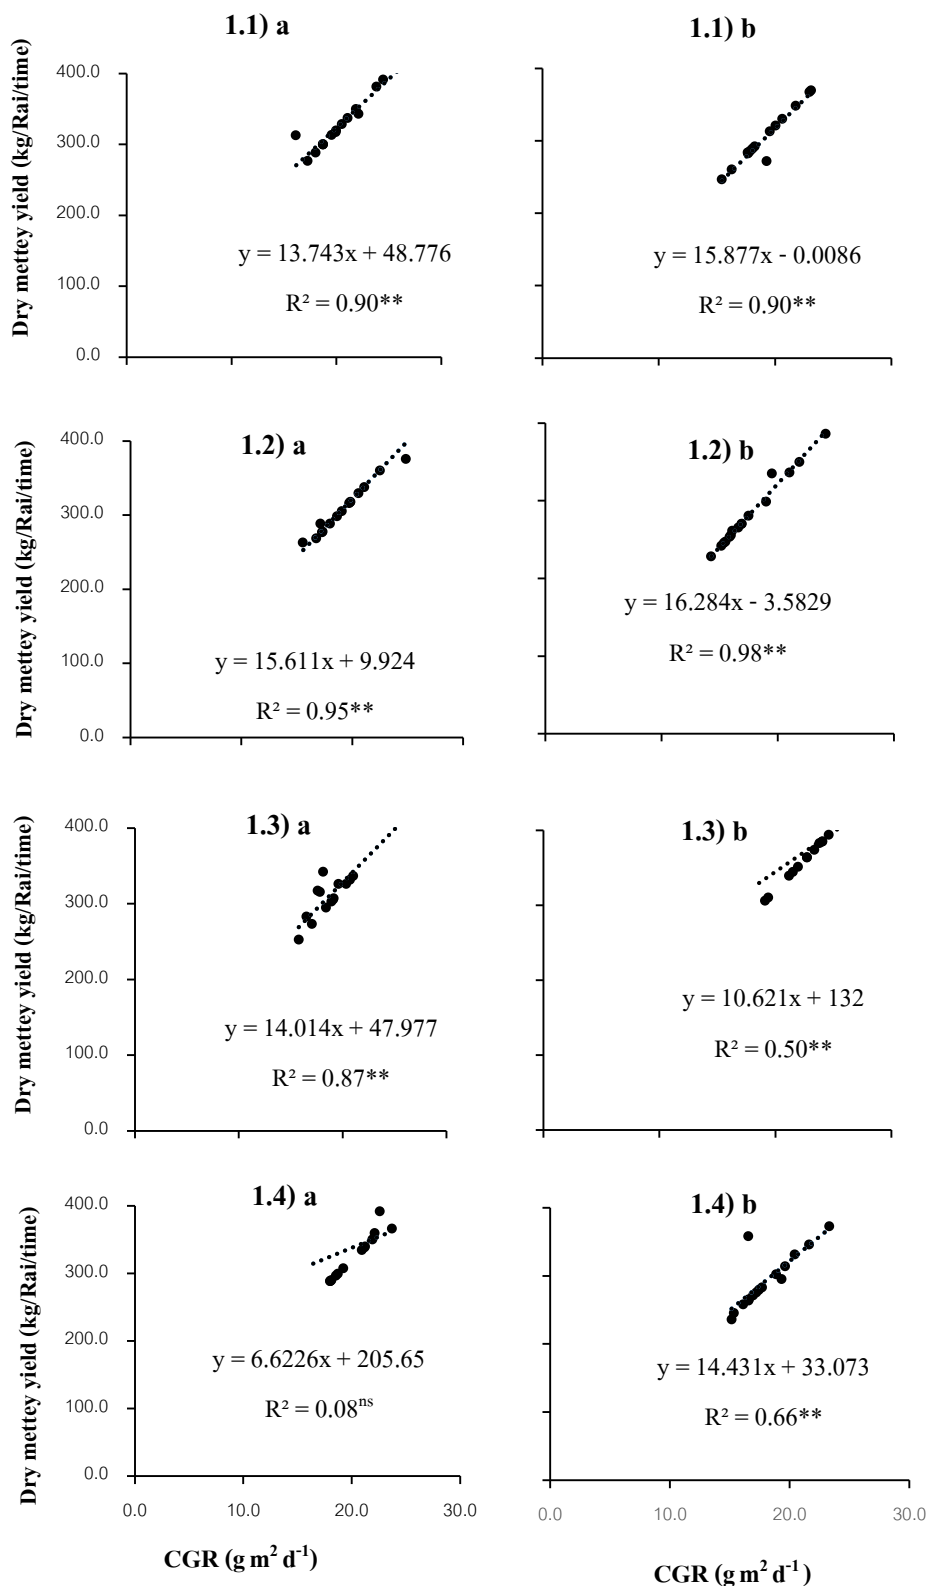 1.1) a
1.1) b
Dry mettey yield (kg/Rai/time)
400.0
300.0
200.0
100.0
0.0
y = 13.743x + 48.776
R² = 0.90**
y = 15.877x - 0.0086
R² = 0.90**
1.2) a
1.2) b
Dry mettey yield (kg/Rai/time)
400.0
300.0
200.0
100.0
0.0
y = 15.611x + 9.924
R² = 0.95**
y = 16.284x - 3.5829
R² = 0.98**
1.3) a
1.3) b
Dry mettey yield (kg/Rai/time)
400.0
300.0
200.0
100.0
0.0
y = 14.014x + 47.977
R² = 0.87**
y = 10.621x + 132
R² = 0.50**
1.4) a
1.4) b
Dry mettey yield (kg/Rai/time)
400.0
300.0
200.0
100.0
0.0
y = 6.6226x + 205.65
R² = 0.08ⁿˢ
y = 14.431x + 33.073
R² = 0.66**
0.0 10.0 20.0 30.0
0.0 10.0 20.0 30.0
CGR (g m² d⁻¹)
CGR (g m² d⁻¹)